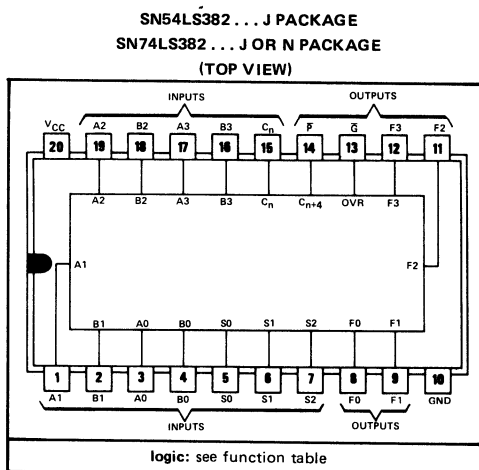 SN54LS382 . . . J PACKAGE
SN74LS382 . . . J OR N PACKAGE
(TOP VIEW)
INPUTS
OUTPUTS
VCC A2 B2 A3 B3 Cn P̅ G̅ F3 F2
20 19 18 17 16 15 14 13 12 11
A2 B2 A3 B3 Cn Cn+4 OVR F3
A1 F2
B1 A0 B0 S0 S1 S2 F0 F1
1 2 3 4 5 6 7 8 9 10
A1 B1 A0 B0 S0 S1 S2 F0 F1 GND
INPUTS
OUTPUTS
logic: see function table